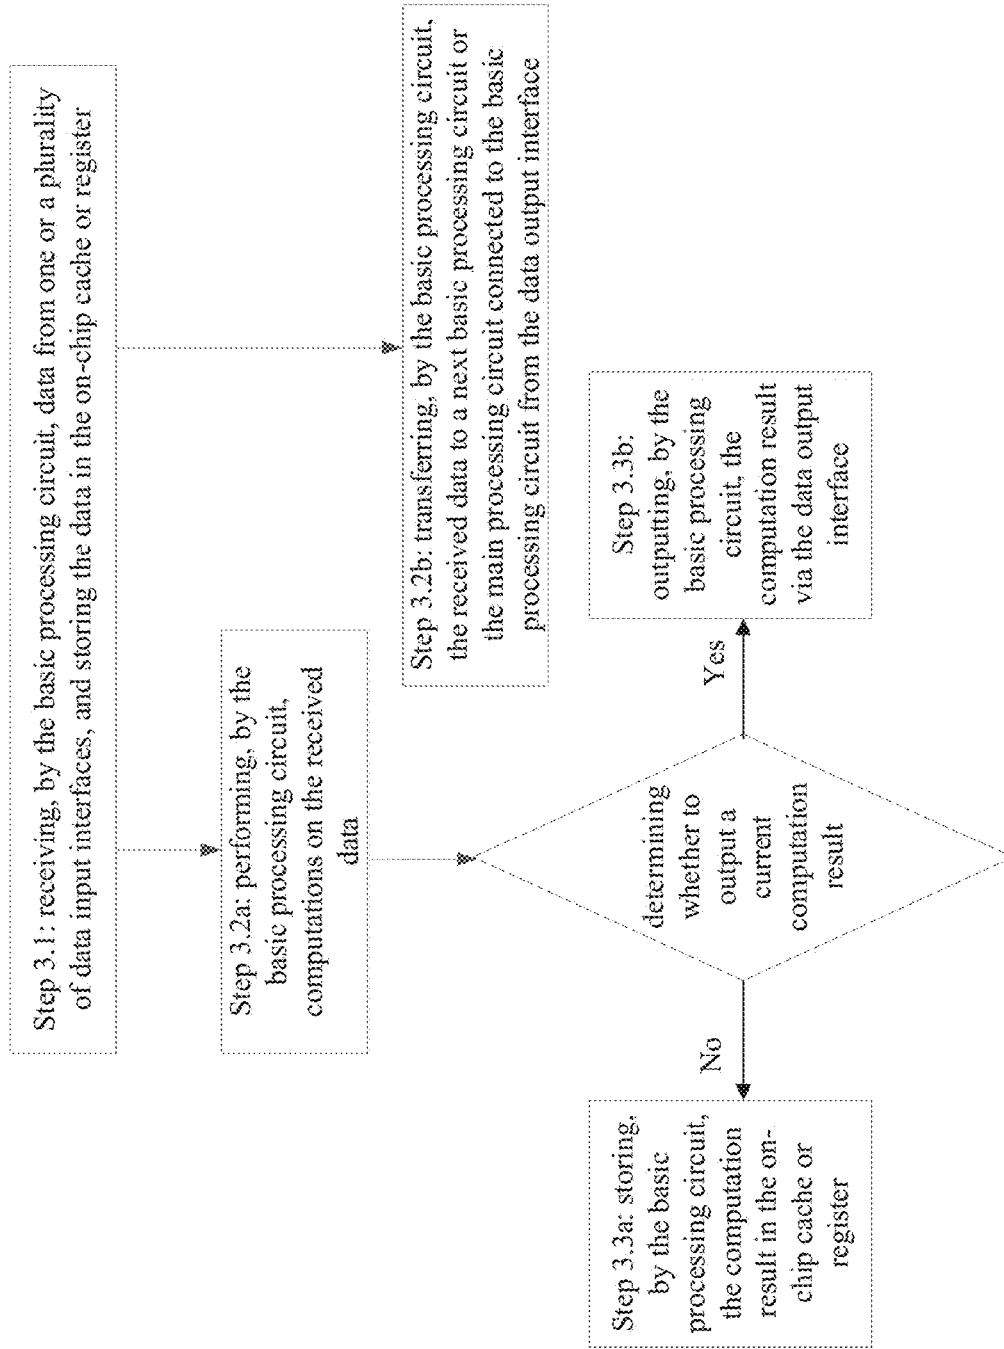 Step 3.1: receiving, by the basic processing circuit, data from one or a plurality
of data input interfaces, and storing the data in the on-chip cache or register
Step 3.2a: performing, by the
basic processing circuit,
computations on the received
data
Step 3.2b: transferring, by the basic processing circuit,
the received data to a next basic processing circuit or
the main processing circuit connected to the basic
processing circuit from the data output interface
determining
whether to
output a
current
computation
result
No
Yes
Step 3.3a: storing,
by the basic
processing circuit,
the computation
result in the on-
chip cache or
register
Step 3.3b:
outputting, by the
basic processing
circuit, the
computation result
via the data output
interface